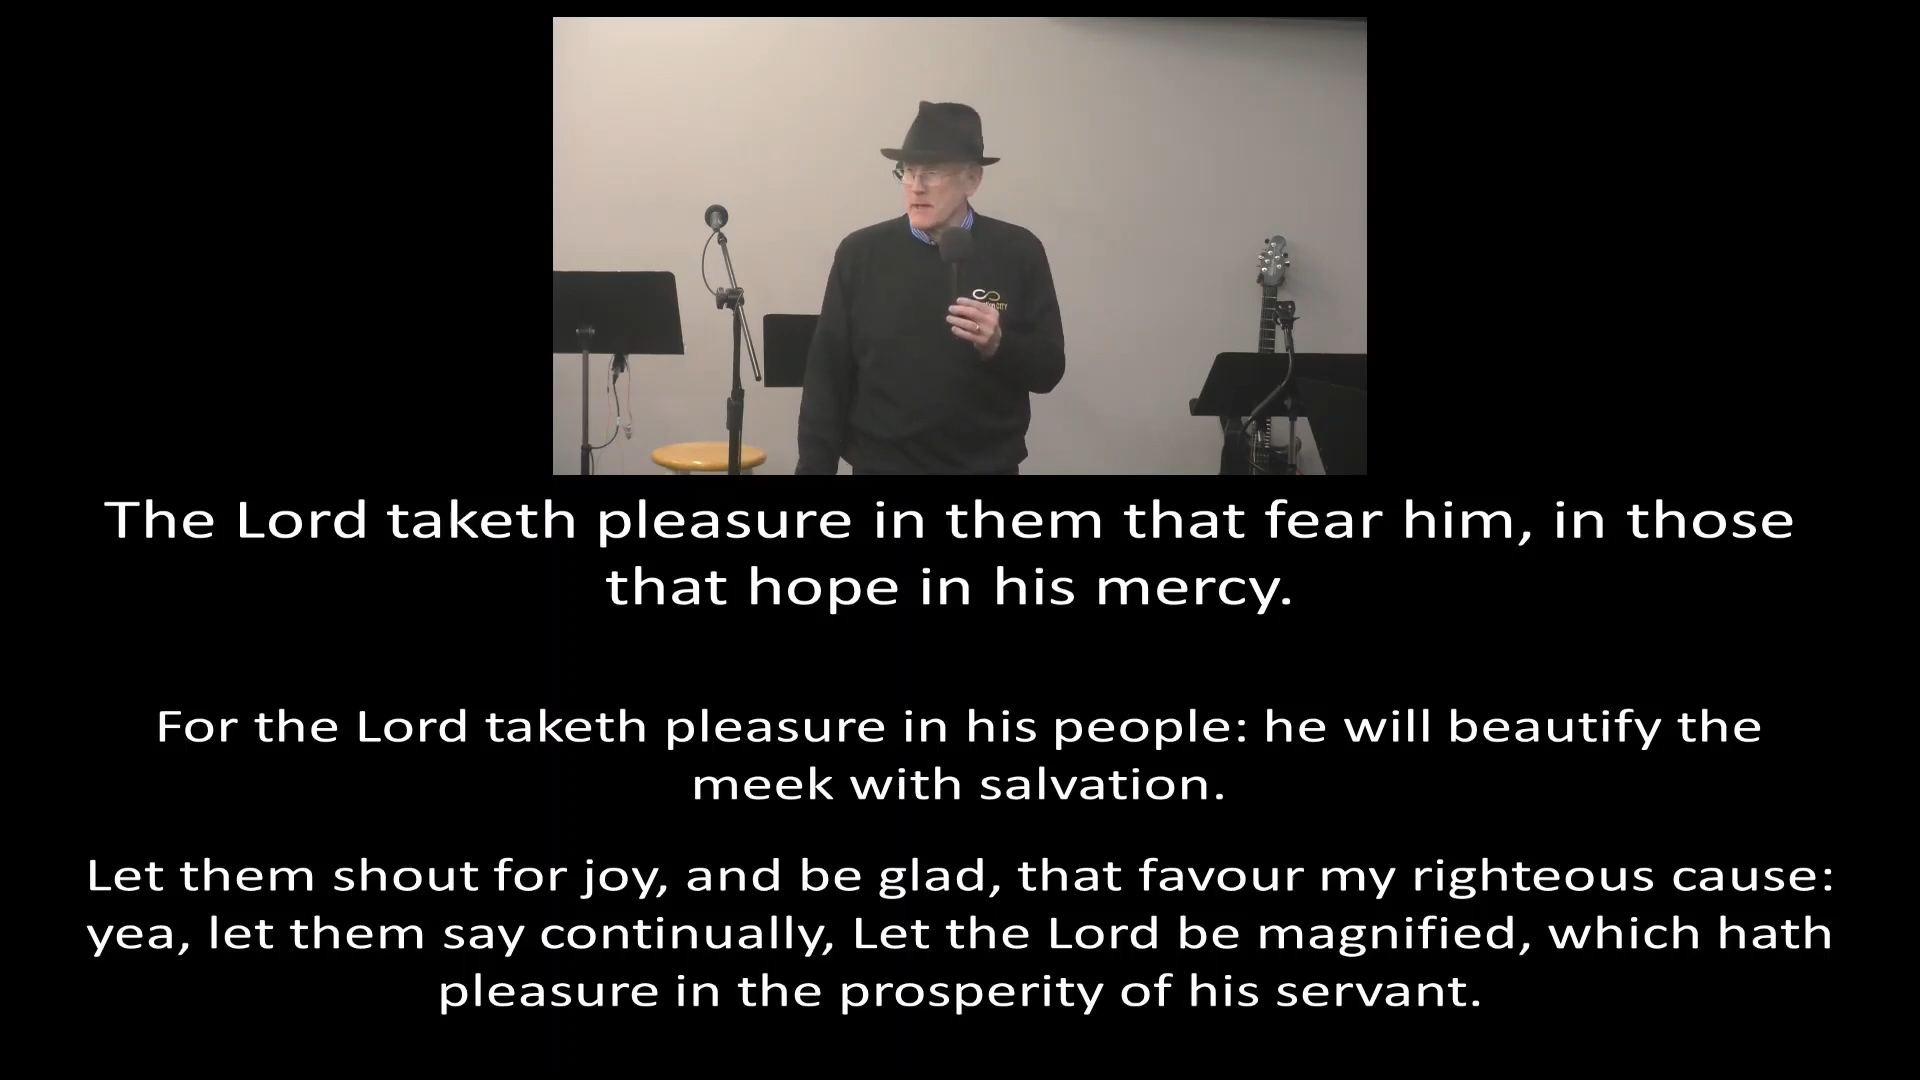 The Lord taketh pleasure in them that fear him, in those
that hope in his mercy.
For the Lord taketh pleasure in his people: he will beautify the
meek with salvation.
Let them shout for joy, and be glad, that favour my righteous cause:
yea, let them say continually, Let the Lord be magnified, which hath
pleasure in the prosperity of his servant.